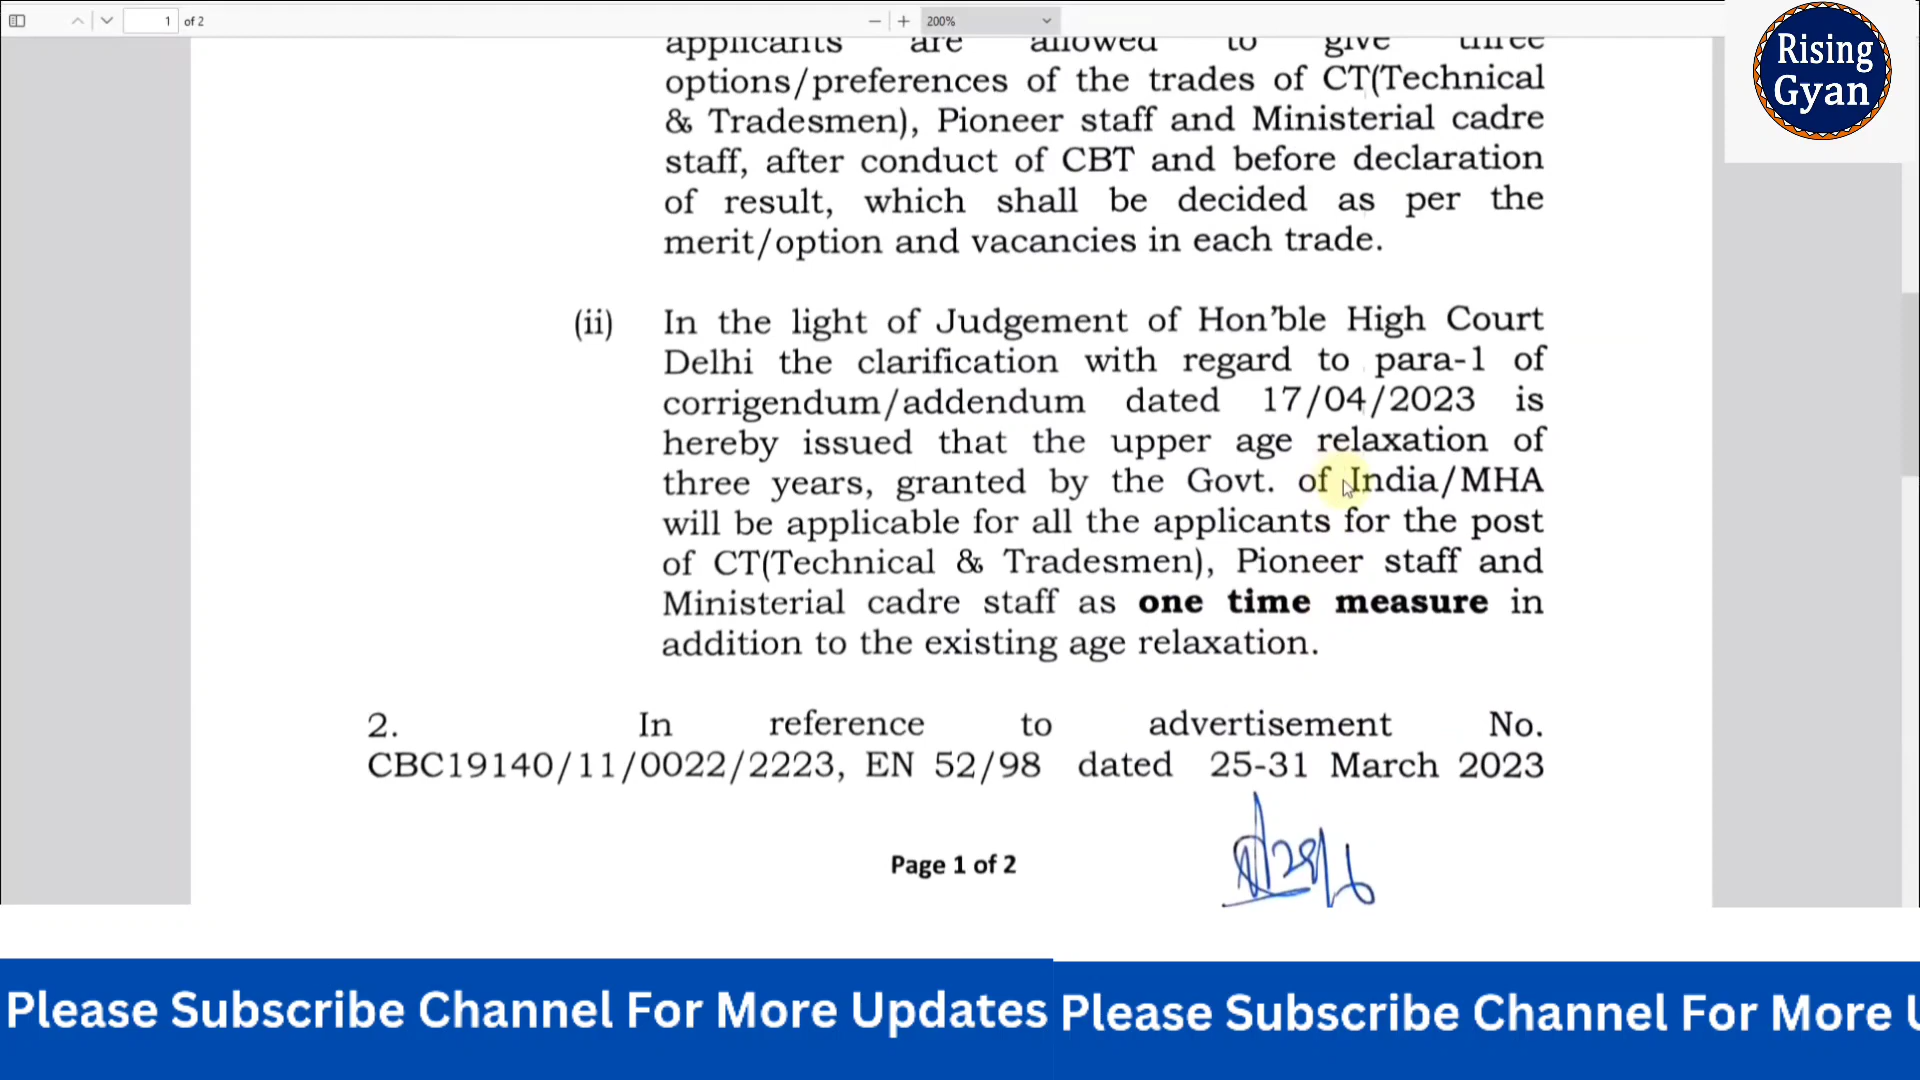 1 of 2
200%
Rising
Gyan
applicants are allowed to give three
options/preferences of the trades of CT(Technical
& Tradesmen), Pioneer staff and Ministerial cadre
staff, after conduct of CBT and before declaration
of result, which shall be decided as per the
merit/option and vacancies in each trade.
(ii) In the light of Judgement of Hon’ble High Court
Delhi the clarification with regard to para-1 of
corrigendum/addendum dated 17/04/2023 is
hereby issued that the upper age relaxation of
three years, granted by the Govt. of India/MHA
will be applicable for all the applicants for the post
of CT(Technical & Tradesmen), Pioneer staff and
Ministerial cadre staff as one time measure in
addition to the existing age relaxation.
2. In reference to advertisement No.
CBC19140/11/0022/2223, EN 52/98 dated 25-31 March 2023
Page 1 of 2
Please Subscribe Channel For More Updates Please Subscribe Channel For More U